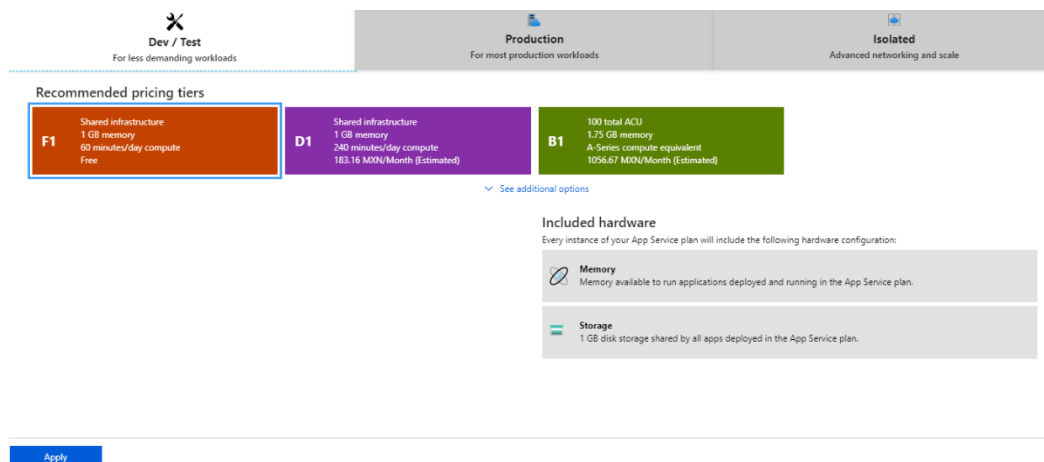 Dev / Test
For less demanding workloads
Production
For most production workloads
Isolated
Advanced networking and scale
Recommended pricing tiers
F1
Shared infrastructure
1 GB memory
60 minutes/day compute
Free
D1
Shared infrastructure
1 GB memory
240 minutes/day compute
183.16 MXN/Month (Estimated)
B1
100 total ACU
1.75 GB memory
A-Series compute equivalent
1056.67 MXN/Month (Estimated)
See additional options
Included hardware
Every instance of your App Service plan will include the following hardware configuration:
Memory
Memory available to run applications deployed and running in the App Service plan.
Storage
1 GB disk storage shared by all apps deployed in the App Service plan.
Apply